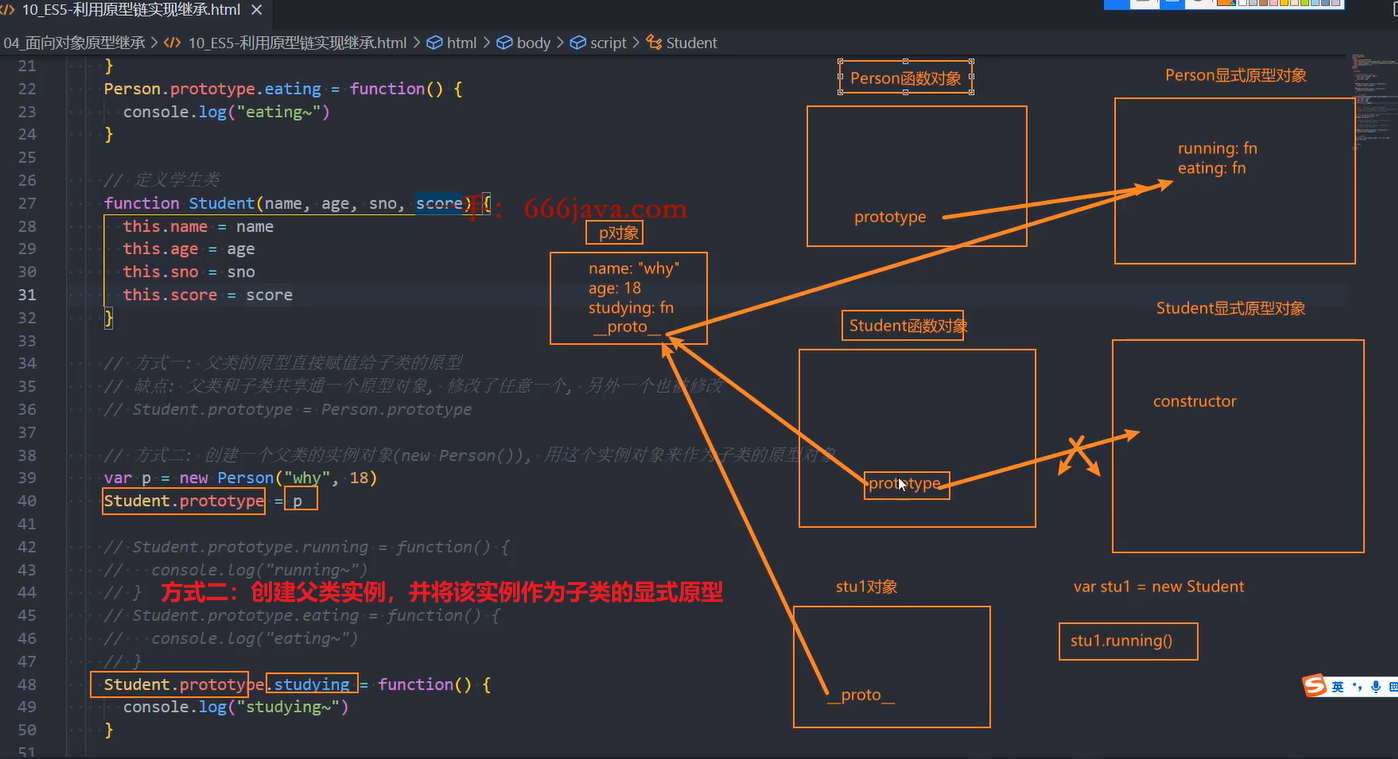 10_ES5-利用原型链实现继承.html ×
04_面向对象原型继承 > 10_ES5-利用原型链实现继承.html > html > body > script > Student
21 }
22 Person.prototype.eating = function() {
23 console.log("eating~")
24 }
25
26 // 定义学生类
27 function Student(name, age, sno, score) {
28 this.name = name
29 this.age = age
30 this.sno = sno
31 this.score = score
32 }
33
34 // 方式一: 父类的原型直接赋值给子类的原型
35 // 缺点: 父类和子类共享通一个原型对象, 修改了任意一个, 另外一个也被修改
36 // Student.prototype = Person.prototype
37
38 // 方式二: 创建一个父类的实例对象(new Person()), 用这个实例对象来作为子类的原型对象
39 var p = new Person("why", 18)
40 Student.prototype = p
41
42 // Student.prototype.running = function() {
43 // console.log("running~")
44 // }
方式二：创建父类实例，并将该实例作为子类的显式原型
45 // Student.prototype.eating = function() {
46 // console.log("eating~")
47 // }
48 Student.prototype.studying = function() {
49 console.log("studying~")
50 }
51
666java.com
Person函数对象
prototype
Person显式原型对象
running: fn
eating: fn
p对象
name: "why"
age: 18
studying: fn
__proto__
Student函数对象
prototype
Student显式原型对象
constructor
stu1对象
__proto__
var stu1 = new Student
stu1.running()
S 英